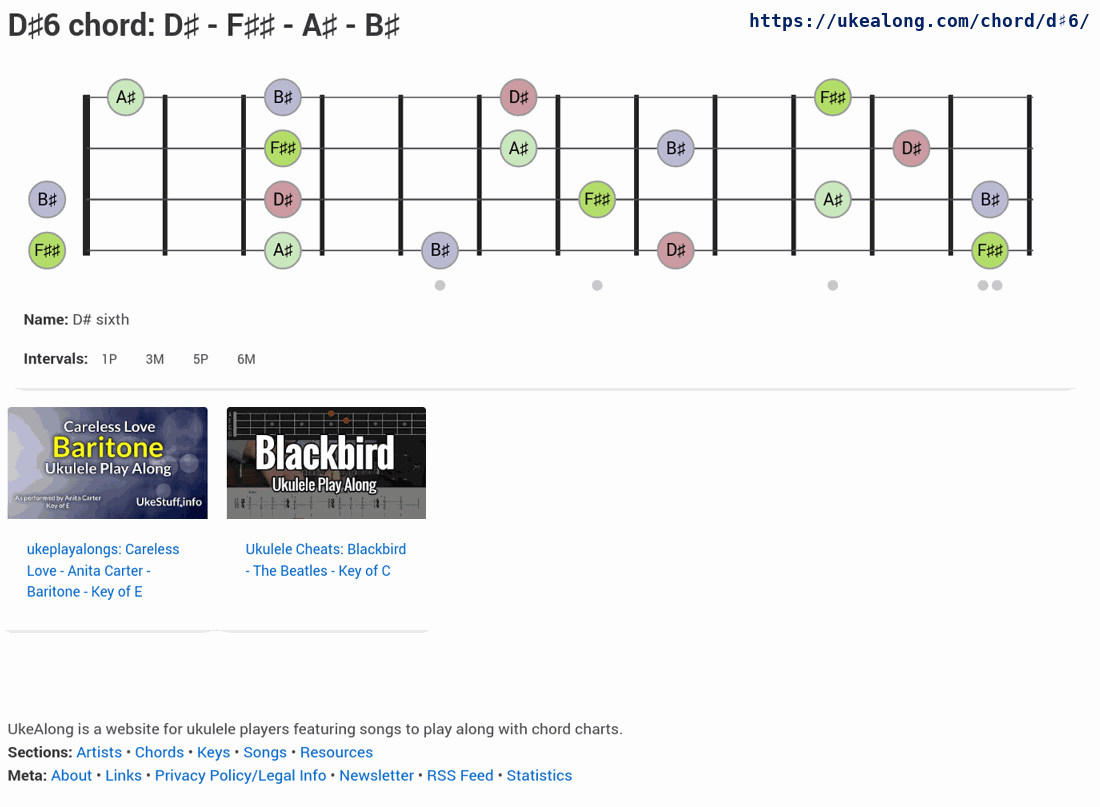 D♯6 chord: D♯ - F♯♯ - A♯ - B♯
https://ukealong.com/chord/d♯6/
A♯ B♯ D♯ F♯♯
F♯♯ A♯ B♯ D♯
B♯ D♯ F♯♯ A♯ B♯
F♯♯ A♯ B♯ D♯ F♯♯
Name: D# sixth
Intervals: 1P 3M 5P 6M
Careless Love
Baritone
Ukulele Play Along
As performed by Anita Carter
Key of E
UkeStuff.info
Blackbird
Ukulele Play Along
ukeplayalongs: Careless
Love - Anita Carter -
Baritone - Key of E
Ukulele Cheats: Blackbird
- The Beatles - Key of C
UkeAlong is a website for ukulele players featuring songs to play along with chord charts.
Sections: Artists • Chords • Keys • Songs • Resources
Meta: About • Links • Privacy Policy/Legal Info • Newsletter • RSS Feed • Statistics